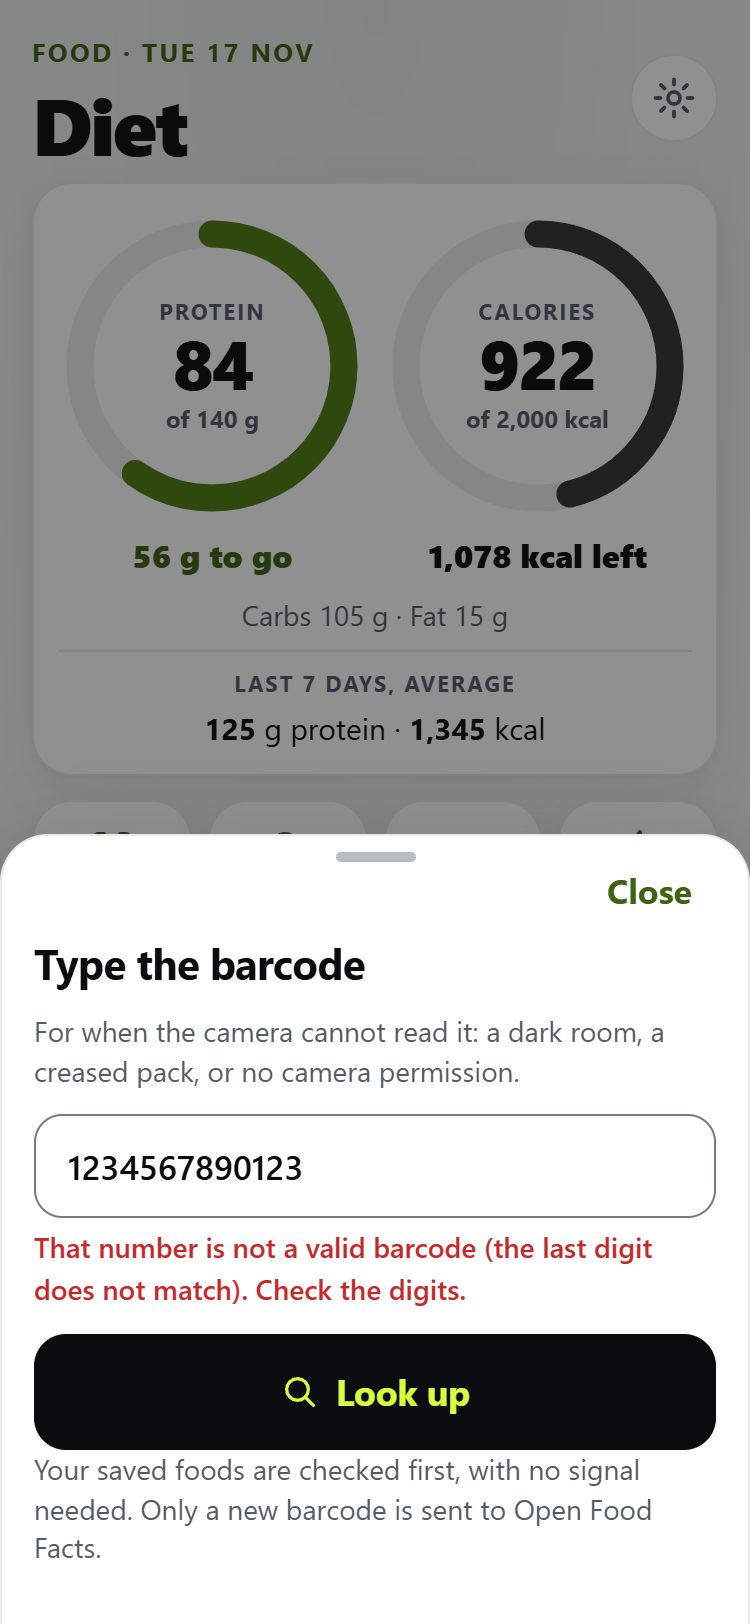 FOOD · TUE 17 NOV
Diet
PROTEIN
84
of 140 g
56 g to go
CALORIES
922
of 2,000 kcal
1,078 kcal left
Carbs 105 g · Fat 15 g
LAST 7 DAYS, AVERAGE
125 g protein · 1,345 kcal
Close
Type the barcode
For when the camera cannot read it: a dark room, a
creased pack, or no camera permission.
1234567890123
That number is not a valid barcode (the last digit
does not match). Check the digits.
Look up
Your saved foods are checked first, with no signal
needed. Only a new barcode is sent to Open Food
Facts.